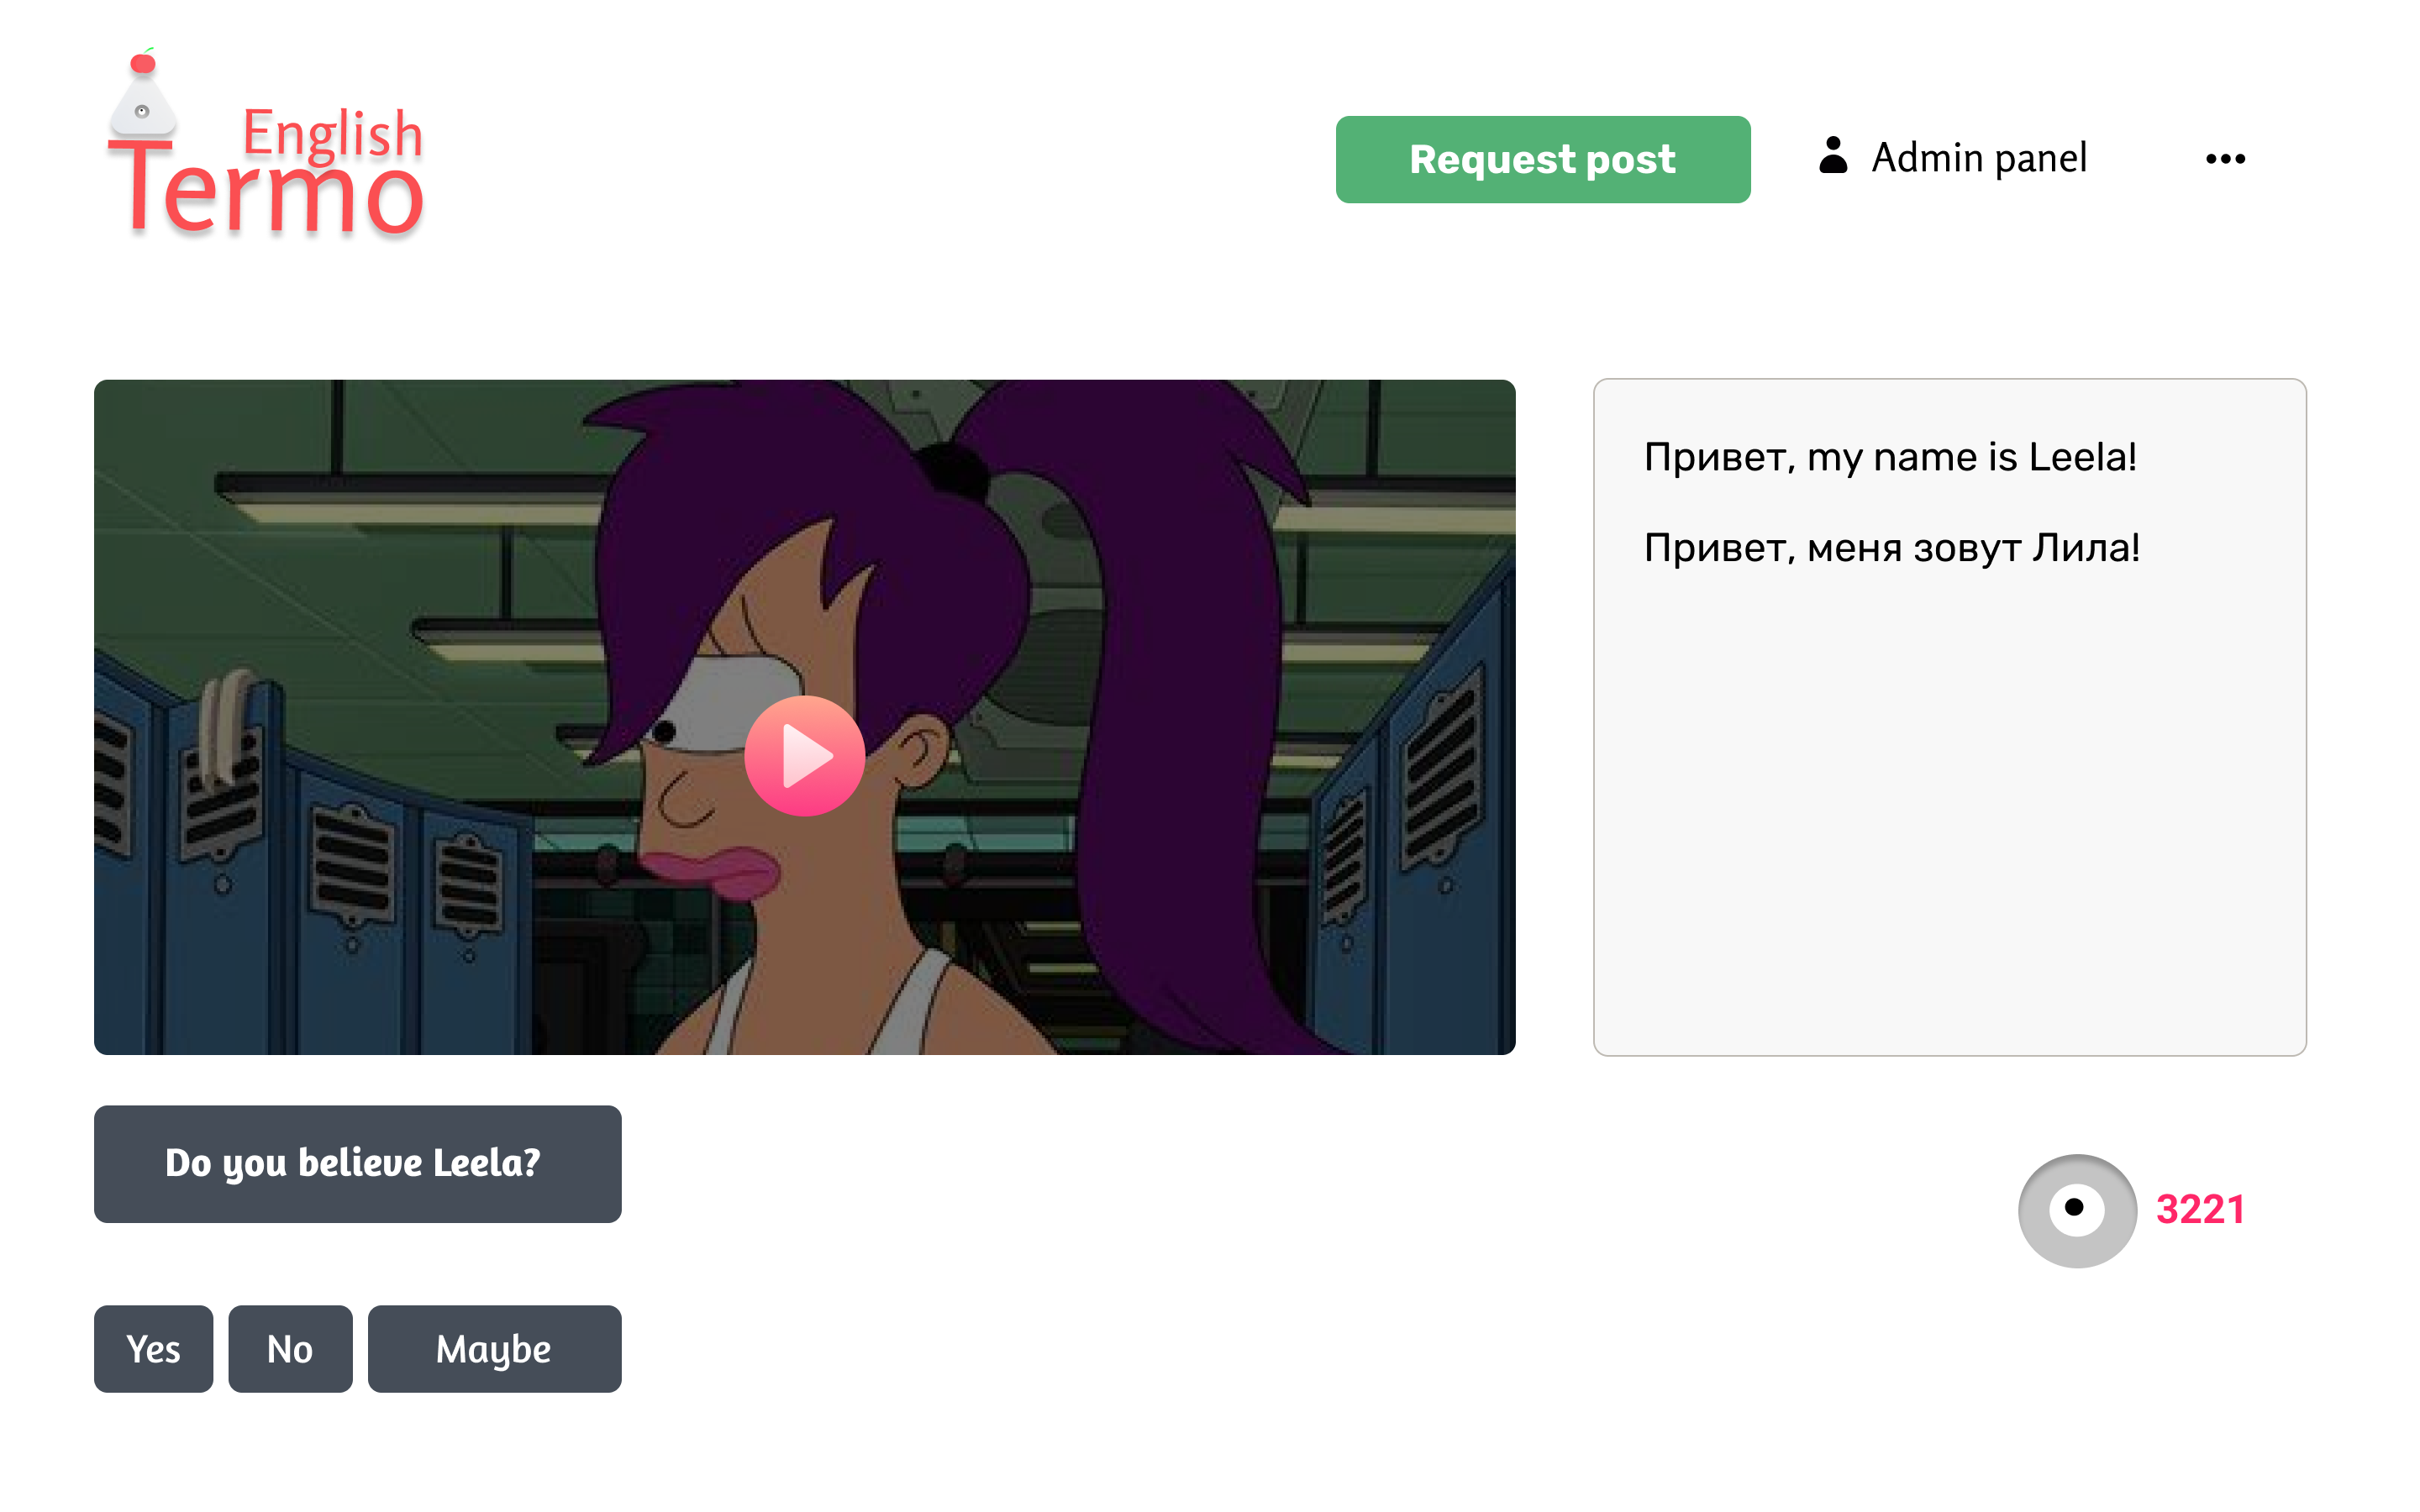 English
Termo
Request post
Admin panel
Привет, my name is Leela!
Привет, меня зовут Лила!
Do you believe Leela?
3221
Yes
No
Maybe